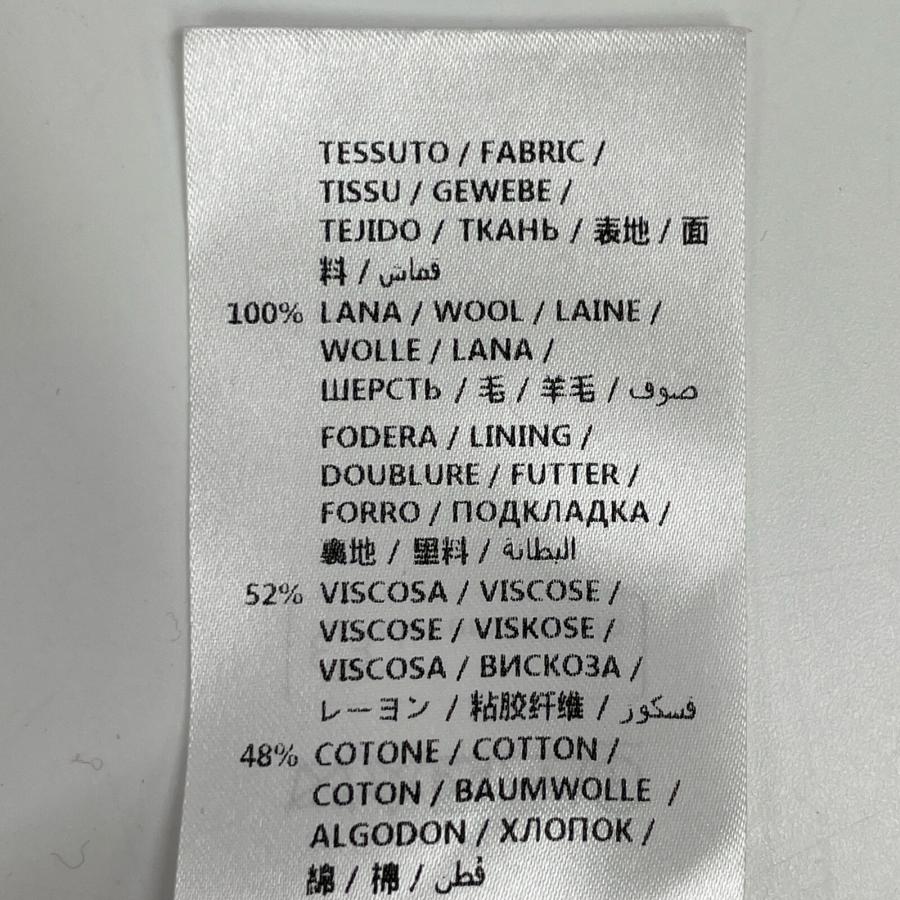 TESSUTO / FABRIC /
TISSU / GEWEBE /
TEJIDO / ТКАНЬ / 表地 / 面
料 / قماش
100% LANA / WOOL / LAINE /
WOLLE / LANA /
ШЕРСТЬ / 毛 / 羊毛 / صوف
FODERA / LINING /
DOUBLURE / FUTTER /
FORRO / ПОДКЛАДКА /
裏地 / 里料 / البطانة
52% VISCOSA / VISCOSE /
VISCOSE / VISKOSE /
VISCOSA / ВИСКОЗА /
レーヨン / 粘胶纤维 / فسكوز
48% COTONE / COTTON /
COTON / BAUMWOLLE /
ALGODON / ХЛОПОК /
綿 / 棉 / قطن